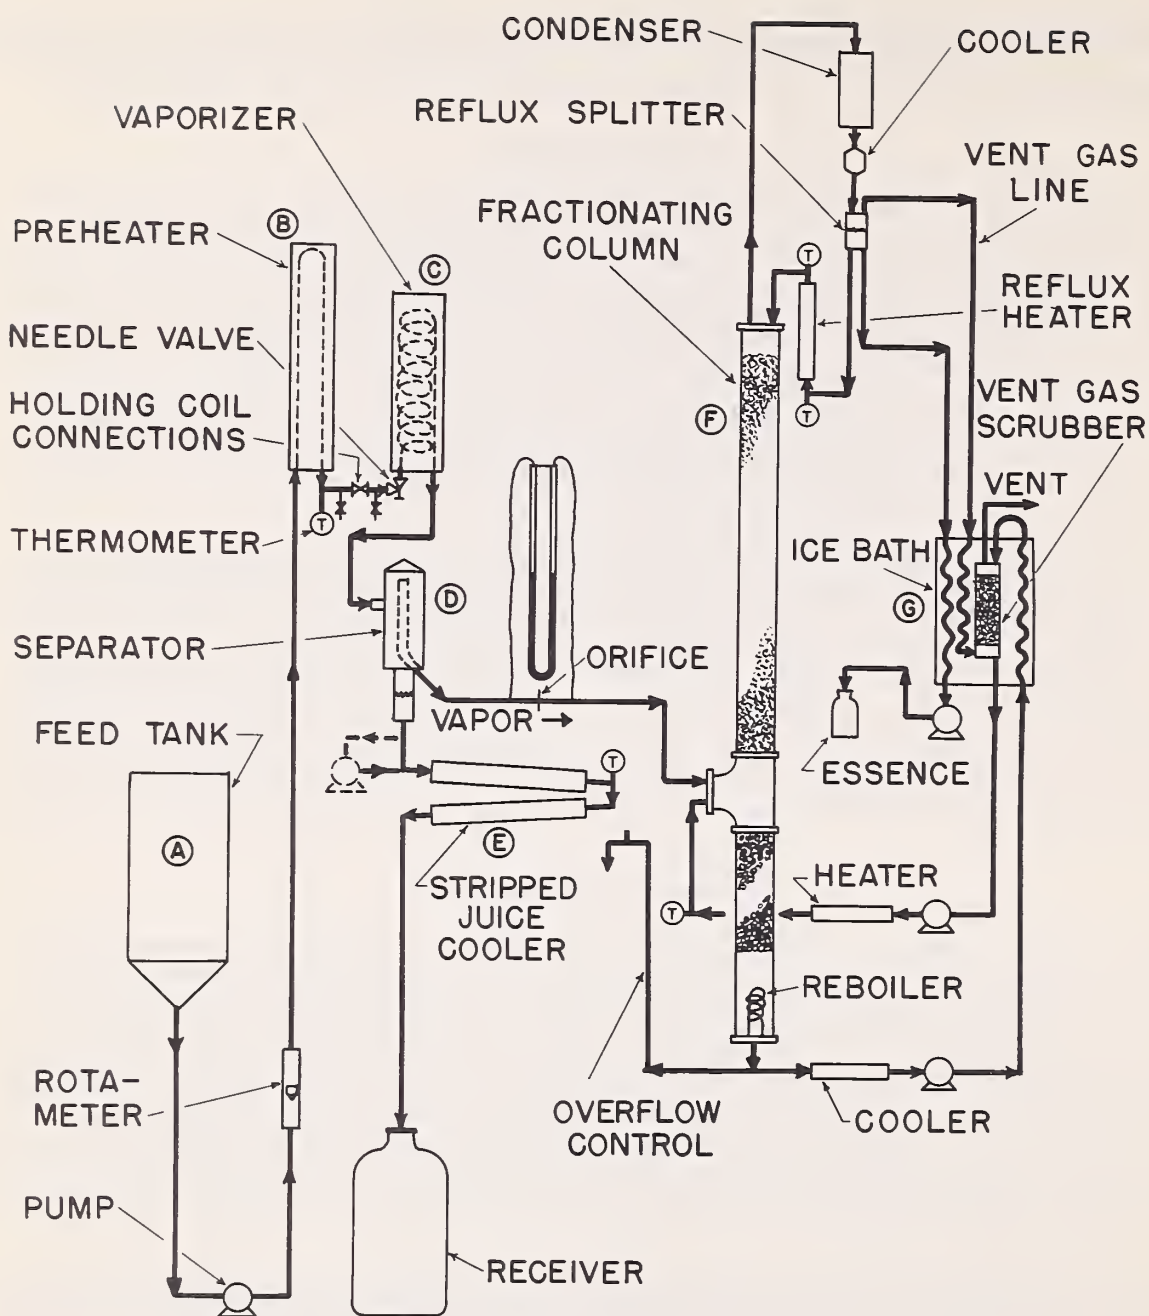 CONDENSER
COOLER
REFLUX SPLITTER
VAPORIZER
VENT GAS
LINE
FRACTIONATING
COLUMN
B
PREHEATER
C
T
REFLUX
HEATER
NEEDLE VALVE
HOLDING COIL
CONNECTIONS
F
T
VENT GAS
SCRUBBER
VENT
T
THERMOMETER
ICE BATH
G
D
SEPARATOR
ORIFICE
VAPOR →
FEED TANK
T
ESSENCE
A
E
STRIPPED
JUICE
COOLER
HEATER
T
REBOILER
ROTA-
METER
OVERFLOW
CONTROL
COOLER
PUMP
RECEIVER